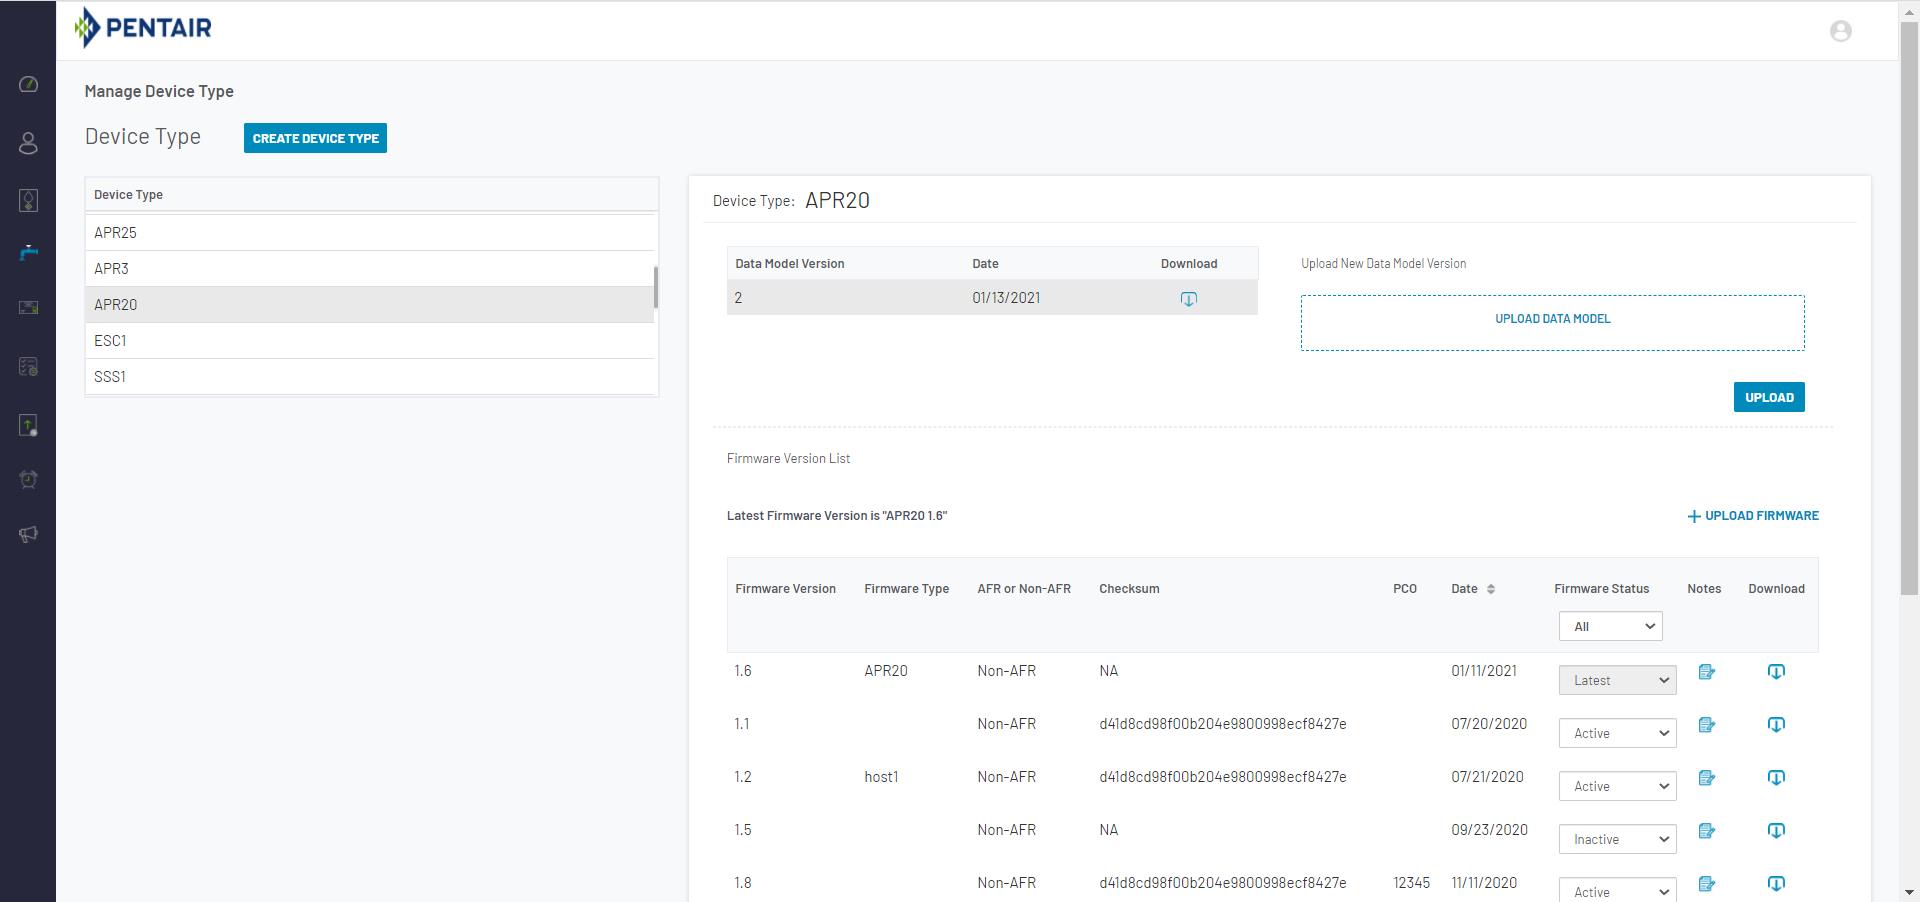 PENTAIR
Manage Device Type
Device Type
CREATE DEVICE TYPE
Device Type
APR25
APR3
APR20
ESC1
SSS1
Device Type: APR20
Data Model Version Date Download
2 01/13/2021
Upload New Data Model Version
UPLOAD DATA MODEL
UPLOAD
Firmware Version List
Latest Firmware Version is "APR20 1.6"
UPLOAD FIRMWARE
Firmware Version Firmware Type AFR or Non-AFR Checksum PCO Date Firmware Status Notes Download
All
1.6 APR20 Non-AFR NA 01/11/2021 Latest
1.1 Non-AFR d41d8cd98f00b204e9800998ecf8427e 07/20/2020 Active
1.2 host1 Non-AFR d41d8cd98f00b204e9800998ecf8427e 07/21/2020 Active
1.5 Non-AFR NA 09/23/2020 Inactive
1.8 Non-AFR d41d8cd98f00b204e9800998ecf8427e 12345 11/11/2020 Active